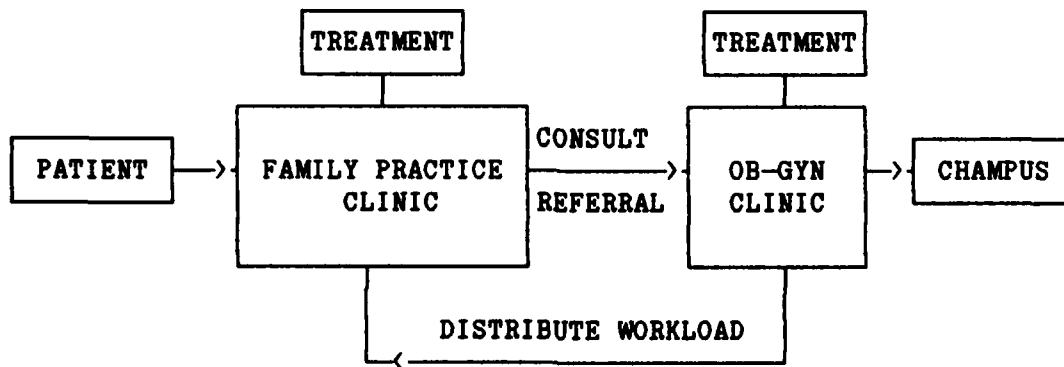 TREATMENT
TREATMENT
PATIENT
FAMILY PRACTICE
CLINIC
CONSULT
REFERRAL
OB-GYN
CLINIC
CHAMPUS
DISTRIBUTE WORKLOAD